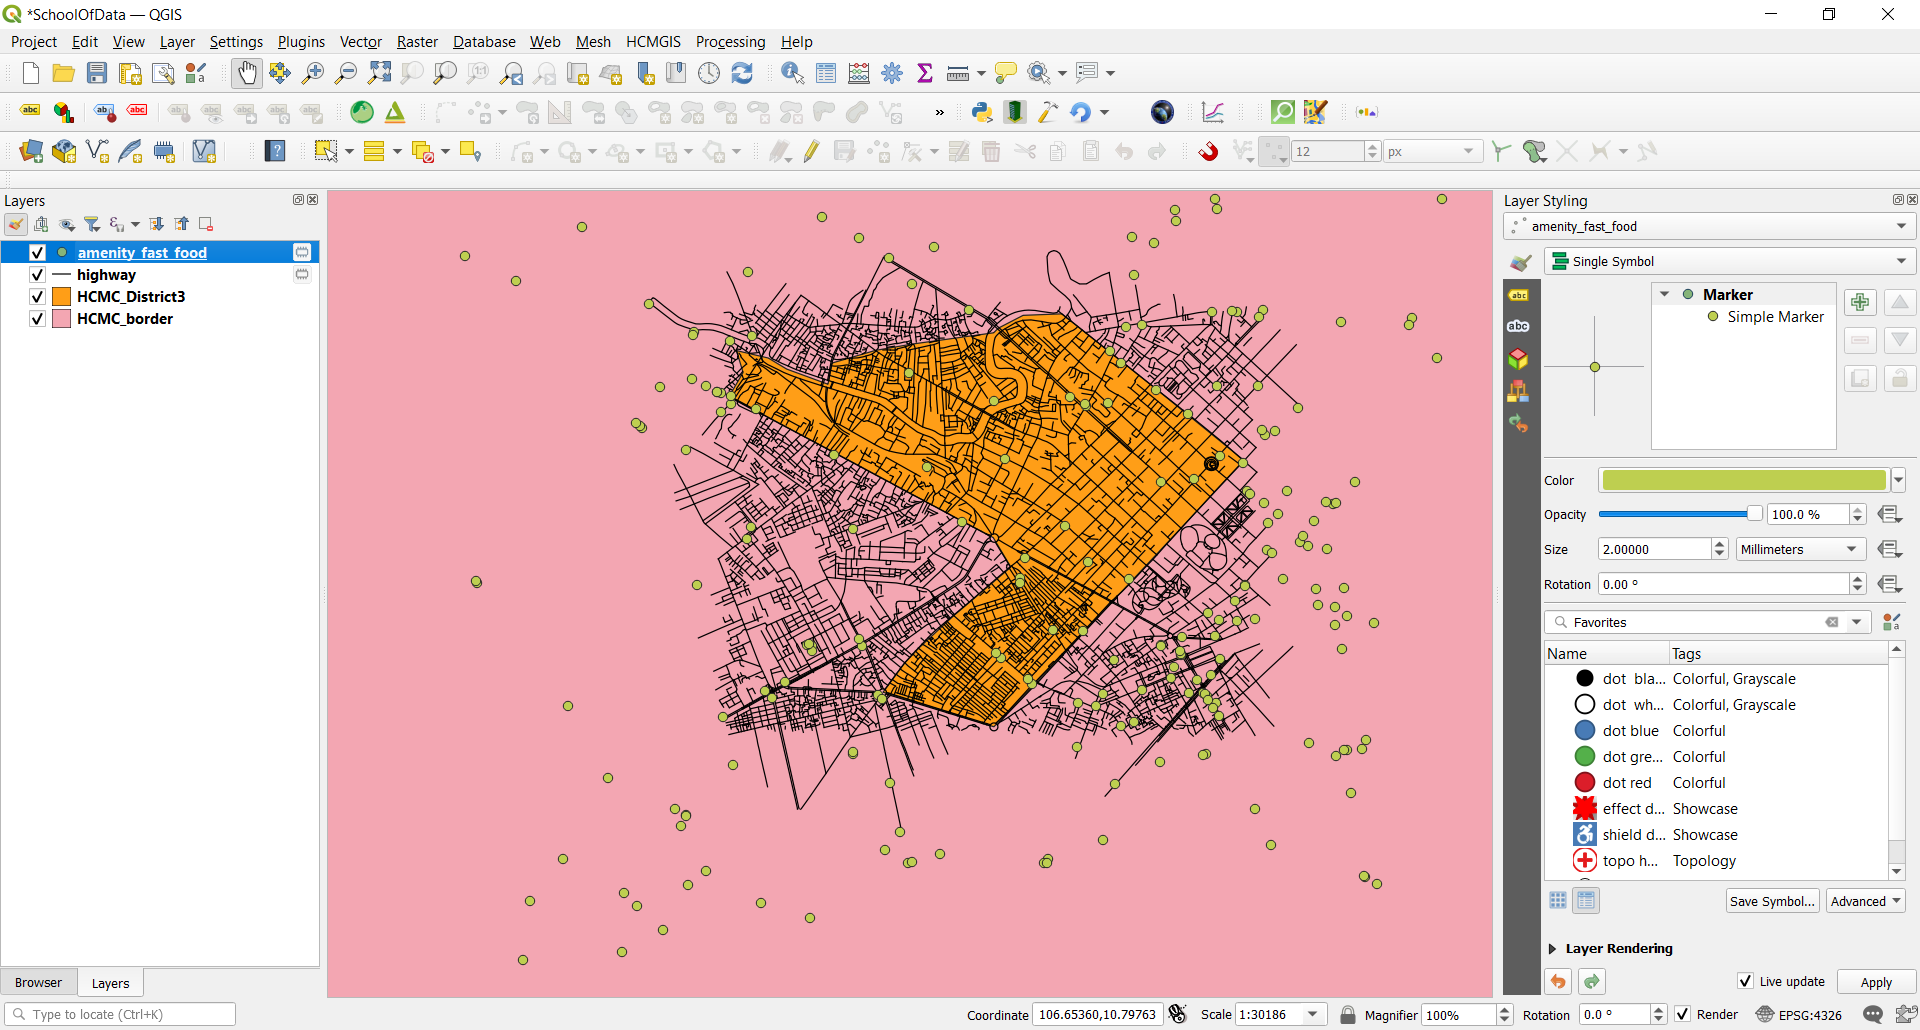 *SchoolOfData — QGIS
Project Edit View Layer Settings Plugins Vector Raster Database Web Mesh HCMGIS Processing Help
abc abc abc
12 px
Layers
amenity_fast_food
highway
HCMC_District3
HCMC_border
Browser Layers
Layer Styling
amenity_fast_food
Single Symbol
Marker
Simple Marker
abc
abc
Color
Opacity 100.0 %
Size 2.00000 Millimeters
Rotation 0.00 °
Favorites
Name Tags
dot bla... Colorful, Grayscale
dot wh... Colorful, Grayscale
dot blue Colorful
dot gre... Colorful
dot red Colorful
effect d... Showcase
shield d... Showcase
topo h... Topology
Save Symbol... Advanced
Layer Rendering
Live update Apply
Type to locate (Ctrl+K) Coordinate 106.65360,10.79763 Scale 1:30186 Magnifier 100% Rotation 0.0 ° Render EPSG:4326